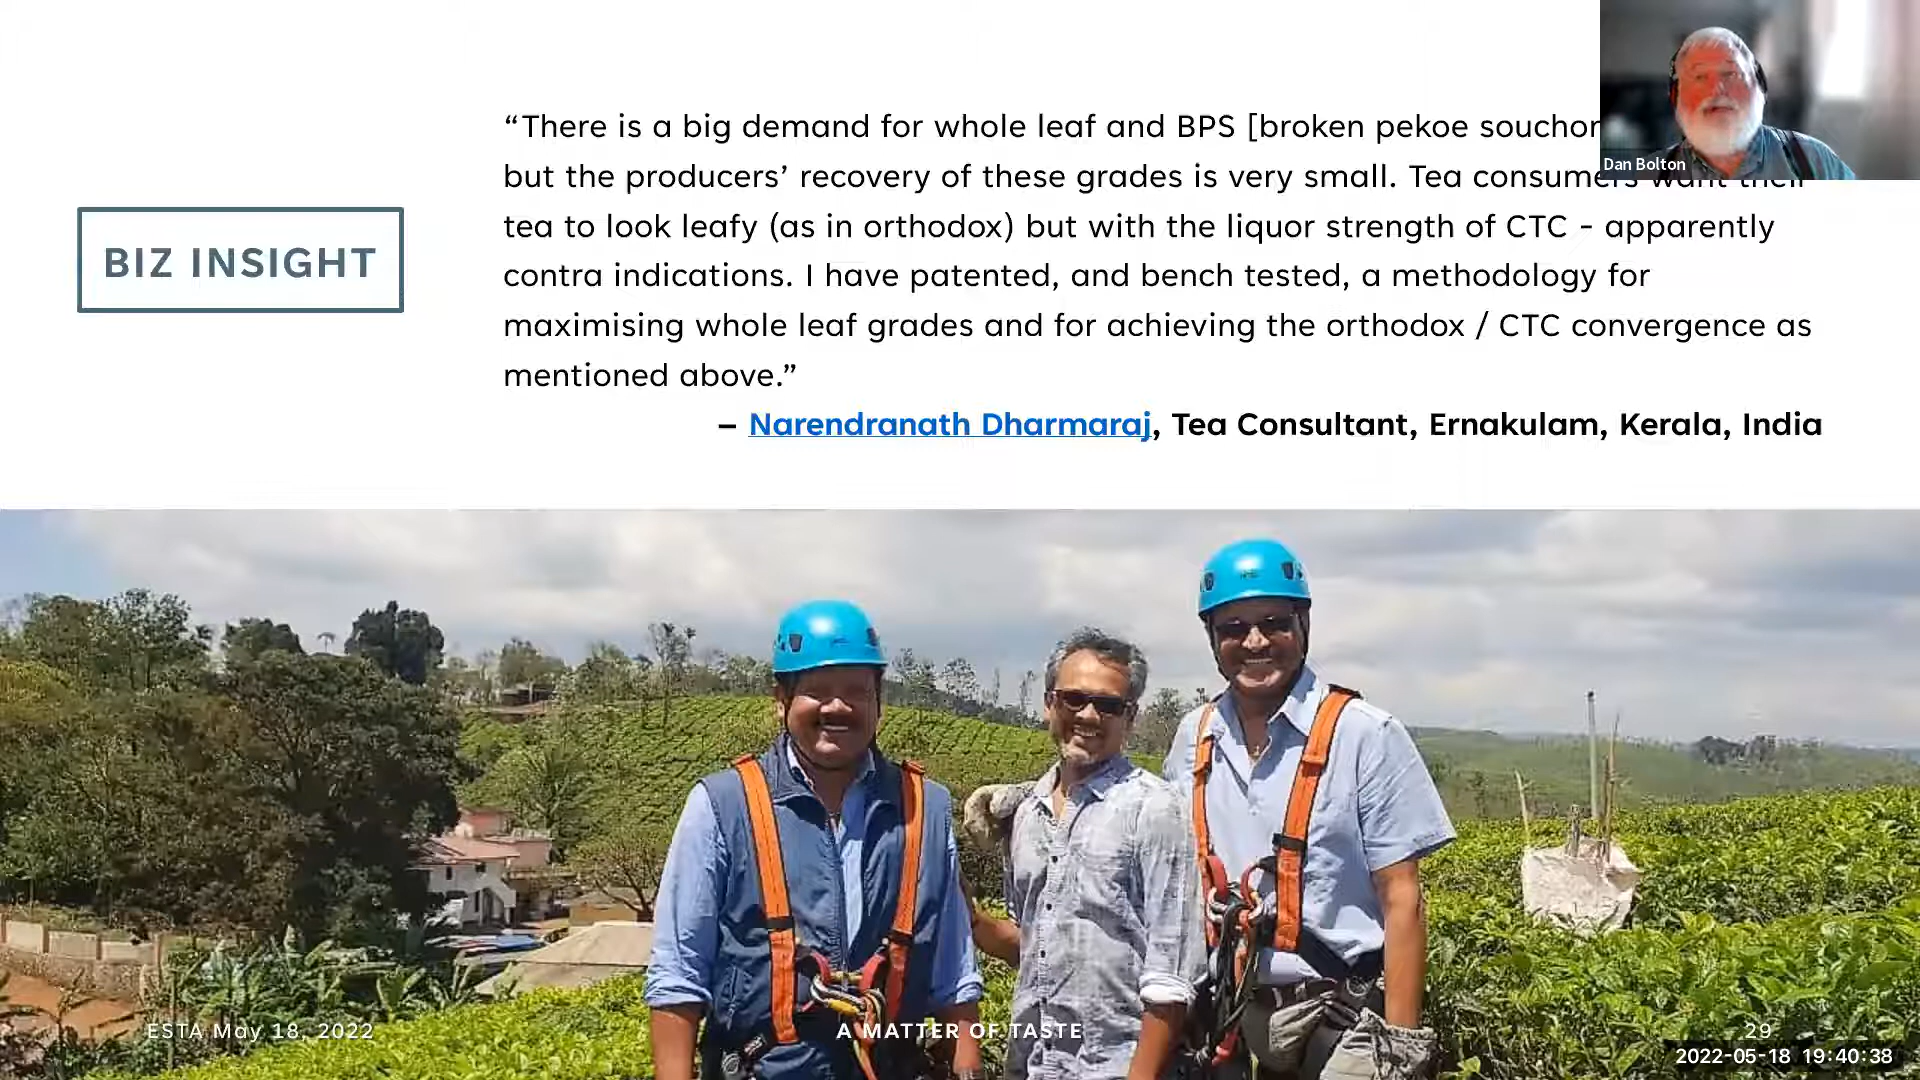 “There is a big demand for whole leaf and BPS [broken pekoe
but the producers’ recovery of these grades is very small. Tea consumers want their
tea to look leafy (as in orthodox) but with the liquor strength of CTC - apparently
contra indications. I have patented, and bench tested, a methodology for
maximising whole leaf grades and for achieving the orthodox / CTC convergence as
mentioned above.”
– Narendranath Dharmaraj, Tea Consultant, Ernakulam, Kerala, India
BIZ INSIGHT
Dan Bolton
ESTA May 18, 2022
A MATTER OF TASTE
29
2022-05-18 19:40:38